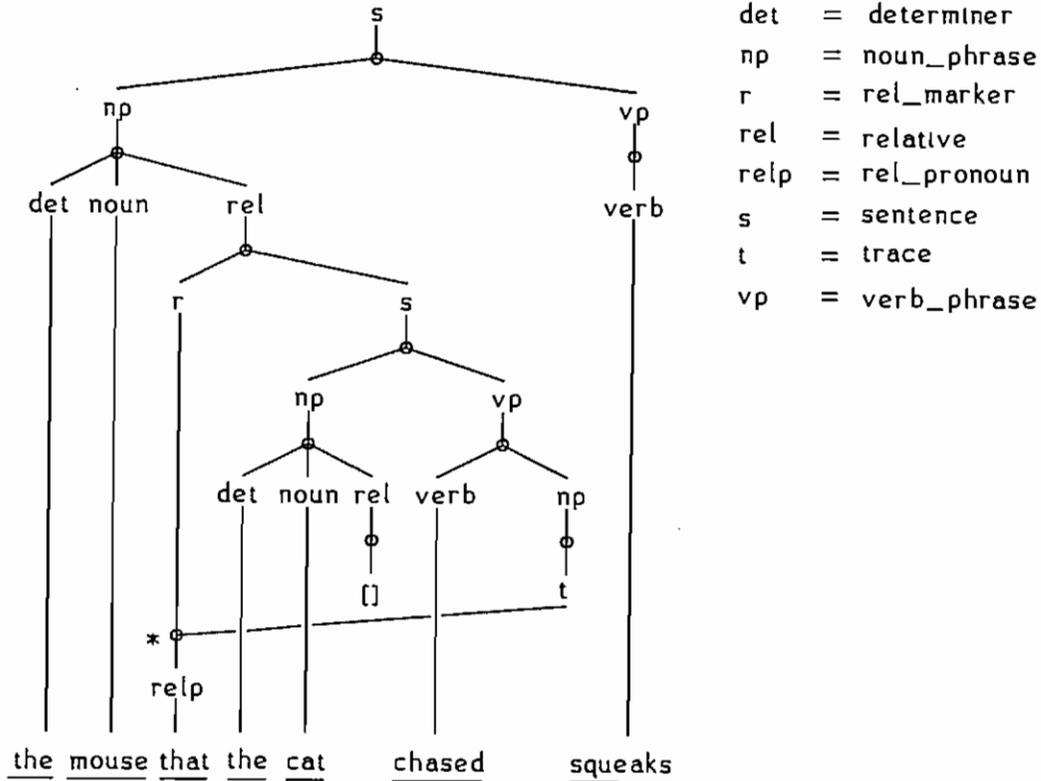 s
np vp
det noun rel verb
r s
np vp
det noun rel verb np
[] t
*
relp
the mouse that the cat chased squeaks
det = determiner
np = noun_phrase
r = rel_marker
rel = relative
relp = rel_pronoun
s = sentence
t = trace
vp = verb_phrase